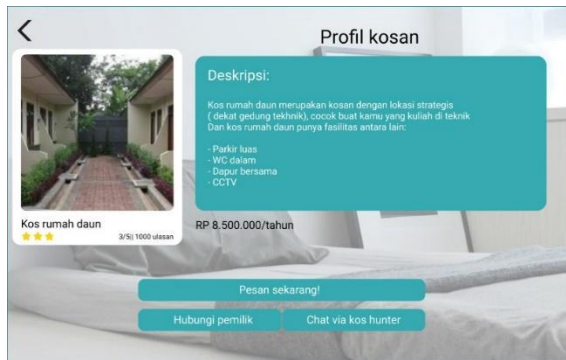 Profil kosan
Deskripsi:
Kos rumah daun merupakan kosan dengan lokasi strategis
( dekat gedung tekhnik), cocok buat kamu yang kuliah di teknik
Dan kos rumah daun punya fasilitas antara lain:
- Parkir luas
- WC dalam
- Dapur bersama
- CCTV
Kos rumah daun
3/5|| 1000 ulasan
RP 8.500.000/tahun
Pesan sekarang!
Hubungi pemilik
Chat via kos hunter